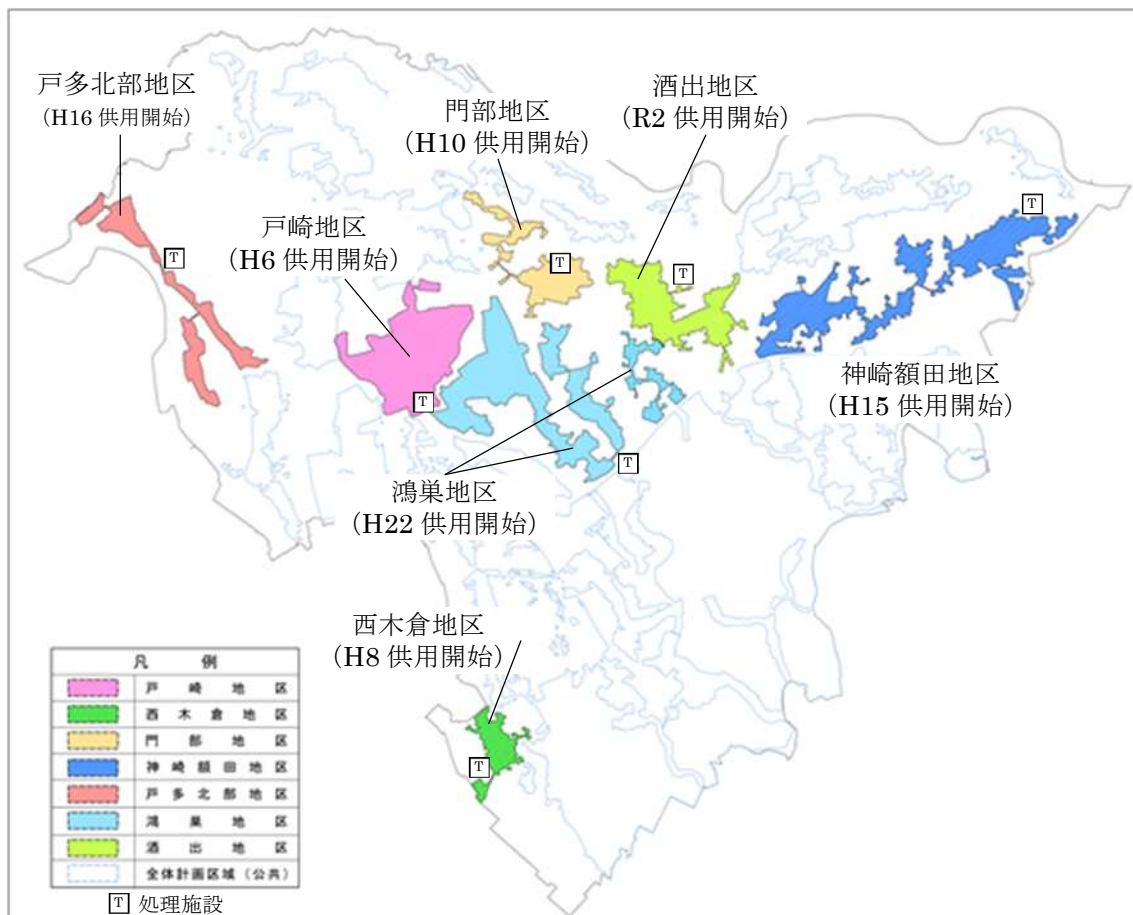 戸多北部地区
(H16 供用開始)
門部地区
(H10 供用開始)
酒出地区
(R2 供用開始)
戸崎地区
(H6 供用開始)
神崎額田地区
(H15 供用開始)
鴻巣地区
(H22 供用開始)
西木倉地区
(H8 供用開始)
T
T
T
T
T
T
T
凡 例
戸崎地区
西木倉地区
門部地区
神崎額田地区
戸多北部地区
鴻巣地区
酒出地区
全体計画区域(公共)
T 処理施設